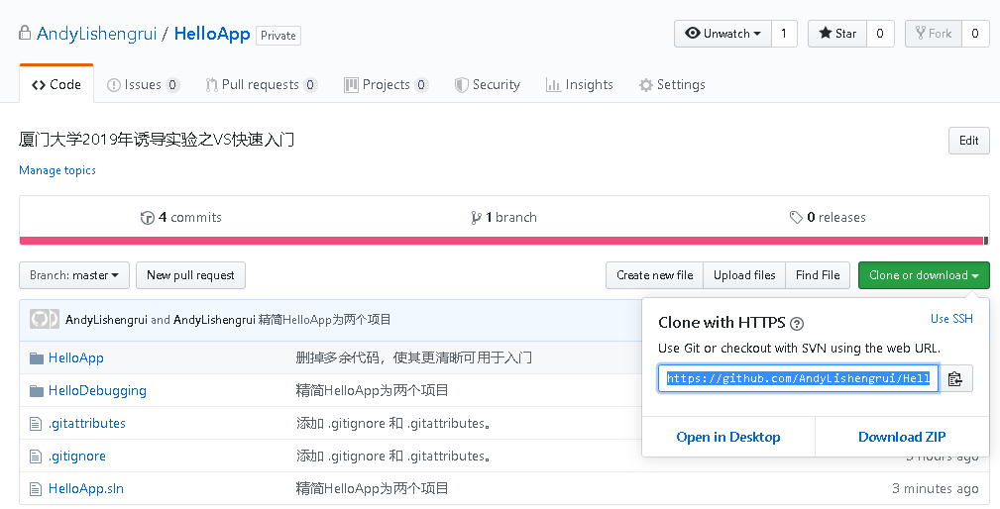 AndyLishengrui / HelloApp Private
Unwatch 1 Star 0 Fork 0
Code Issues 0 Pull requests 0 Projects 0 Security Insights Settings
厦门大学2019年诱导实验之VS快速入门
Edit
Manage topics
4 commits 1 branch 0 releases
Branch: master New pull request Create new file Upload files Find File Clone or download
AndyLishengrui and AndyLishengrui 精简HelloApp为两个项目
HelloApp 删掉多余代码，使其更清晰可用于入门
HelloDebugging 精简HelloApp为两个项目
.gitattributes 添加 .gitignore 和 .gitattributes。
.gitignore 添加 .gitignore 和 .gitattributes。
HelloApp.sln 精简HelloApp为两个项目 3 minutes ago
Clone with HTTPS Use SSH
Use Git or checkout with SVN using the web URL.
https://github.com/AndyLishengrui/Hell
Open in Desktop Download ZIP
hours ago